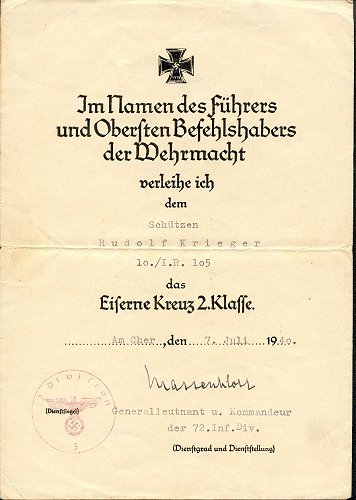 Im Namen des Führers
und Obersten Befehlshabers
der Wehrmacht
verleihe ich
dem
Schützen
Rudolf Krieger
10./I.R. 105
das
Eiserne Kreuz 2. Klasse.
Am Cher, den 7. Juli 1940.
Generalleutnant u. Kommandeur
der 72.Inf.Div.
(Dienstsiegel)
3
(Dienstgrad und Dienststellung)